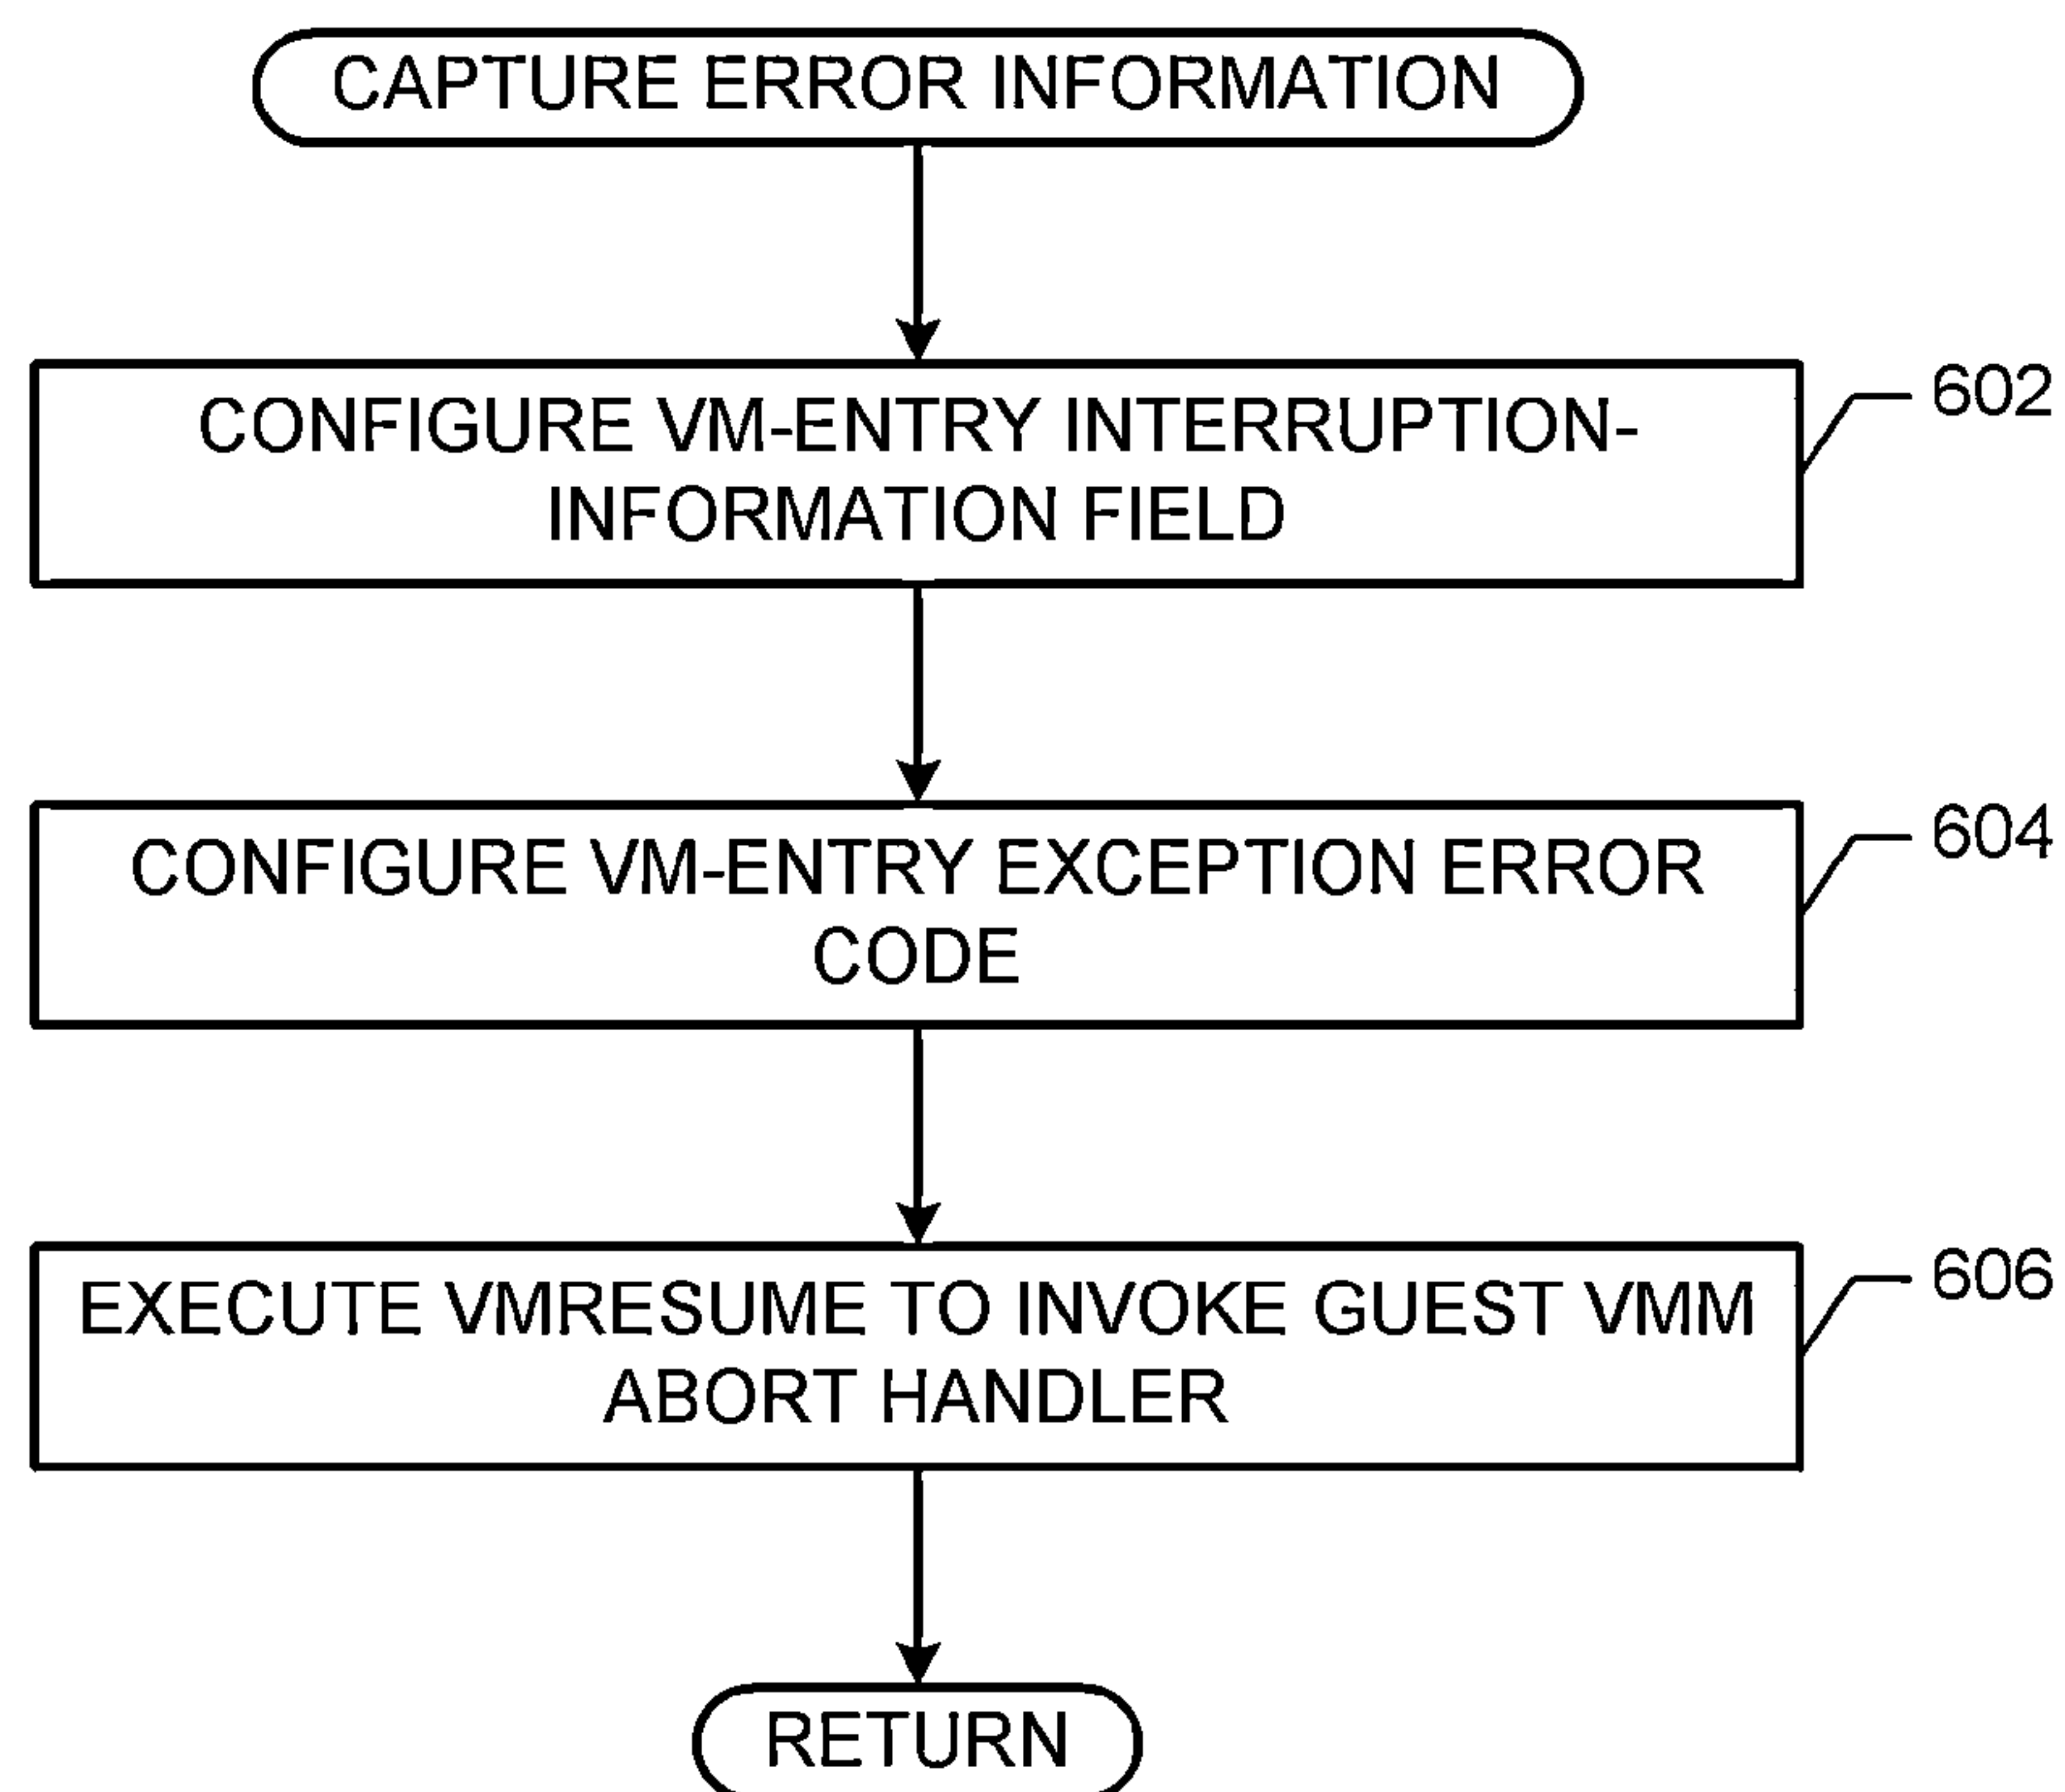 CAPTURE ERROR INFORMATION
CONFIGURE VM-ENTRY INTERRUPTION-
INFORMATION FIELD
602
CONFIGURE VM-ENTRY EXCEPTION ERROR
CODE
604
EXECUTE VMRESUME TO INVOKE GUEST VMM
ABORT HANDLER
606
RETURN